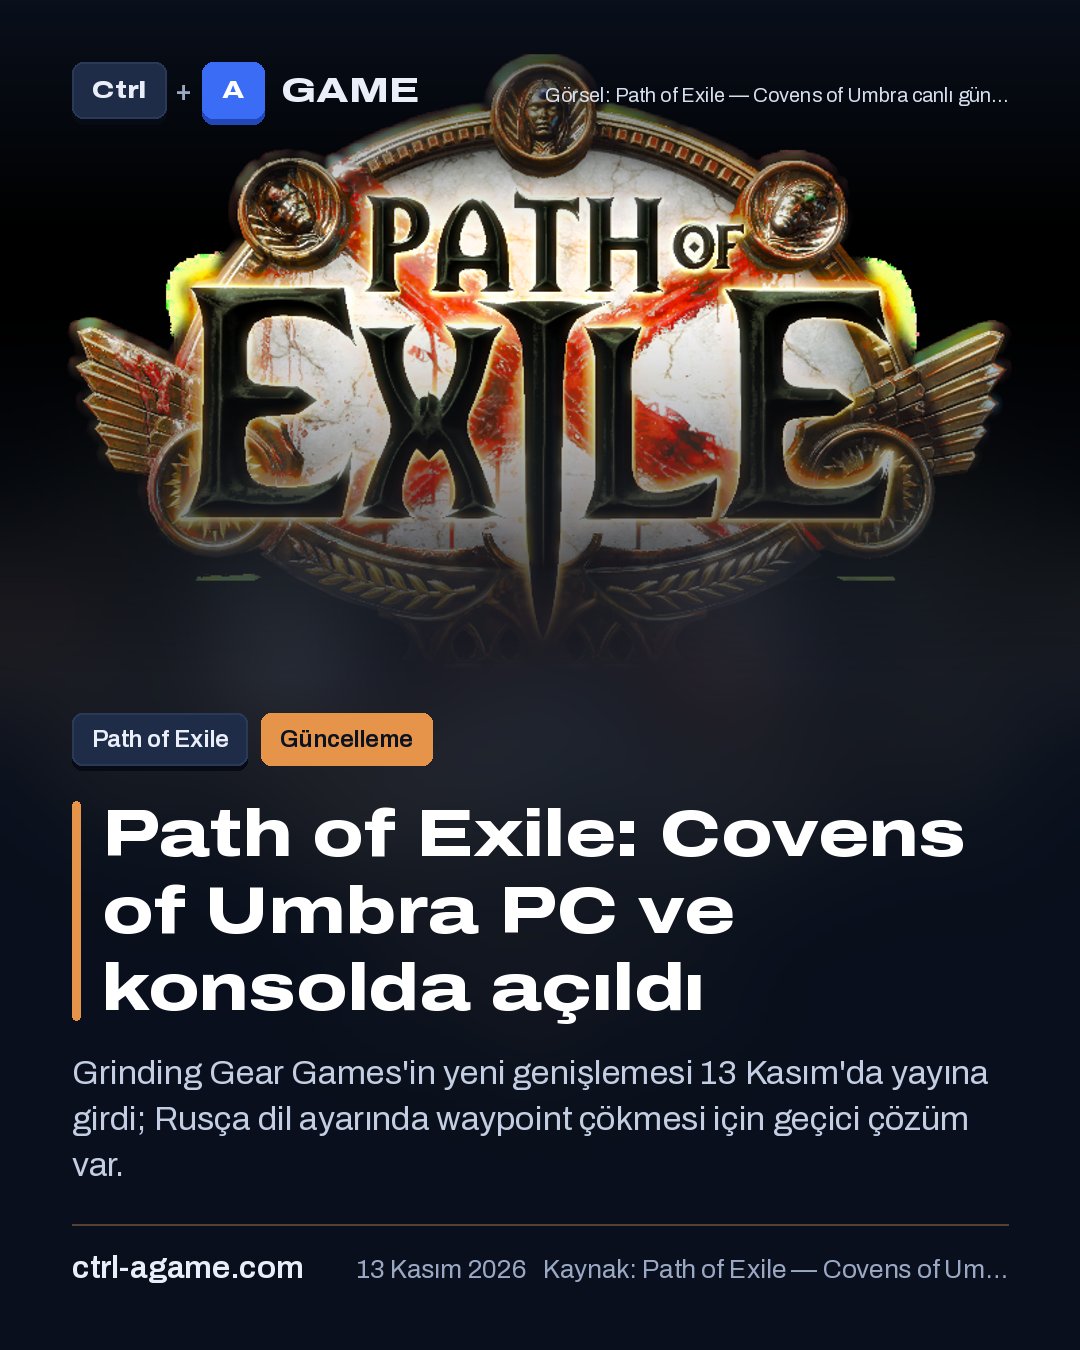 Ctrl + A GAME
Görsel: Path of Exile — Covens of Umbra canlı gün...
PATH OF
EXILE
Path of Exile
Güncelleme
Path of Exile: Covens
of Umbra PC ve
konsolda açıldı
Grinding Gear Games'in yeni genişlemesi 13 Kasım'da yayına
girdi; Rusça dil ayarında waypoint çökmesi için geçici çözüm
var.
ctrl-agame.com
13 Kasım 2026 Kaynak: Path of Exile — Covens of Um...